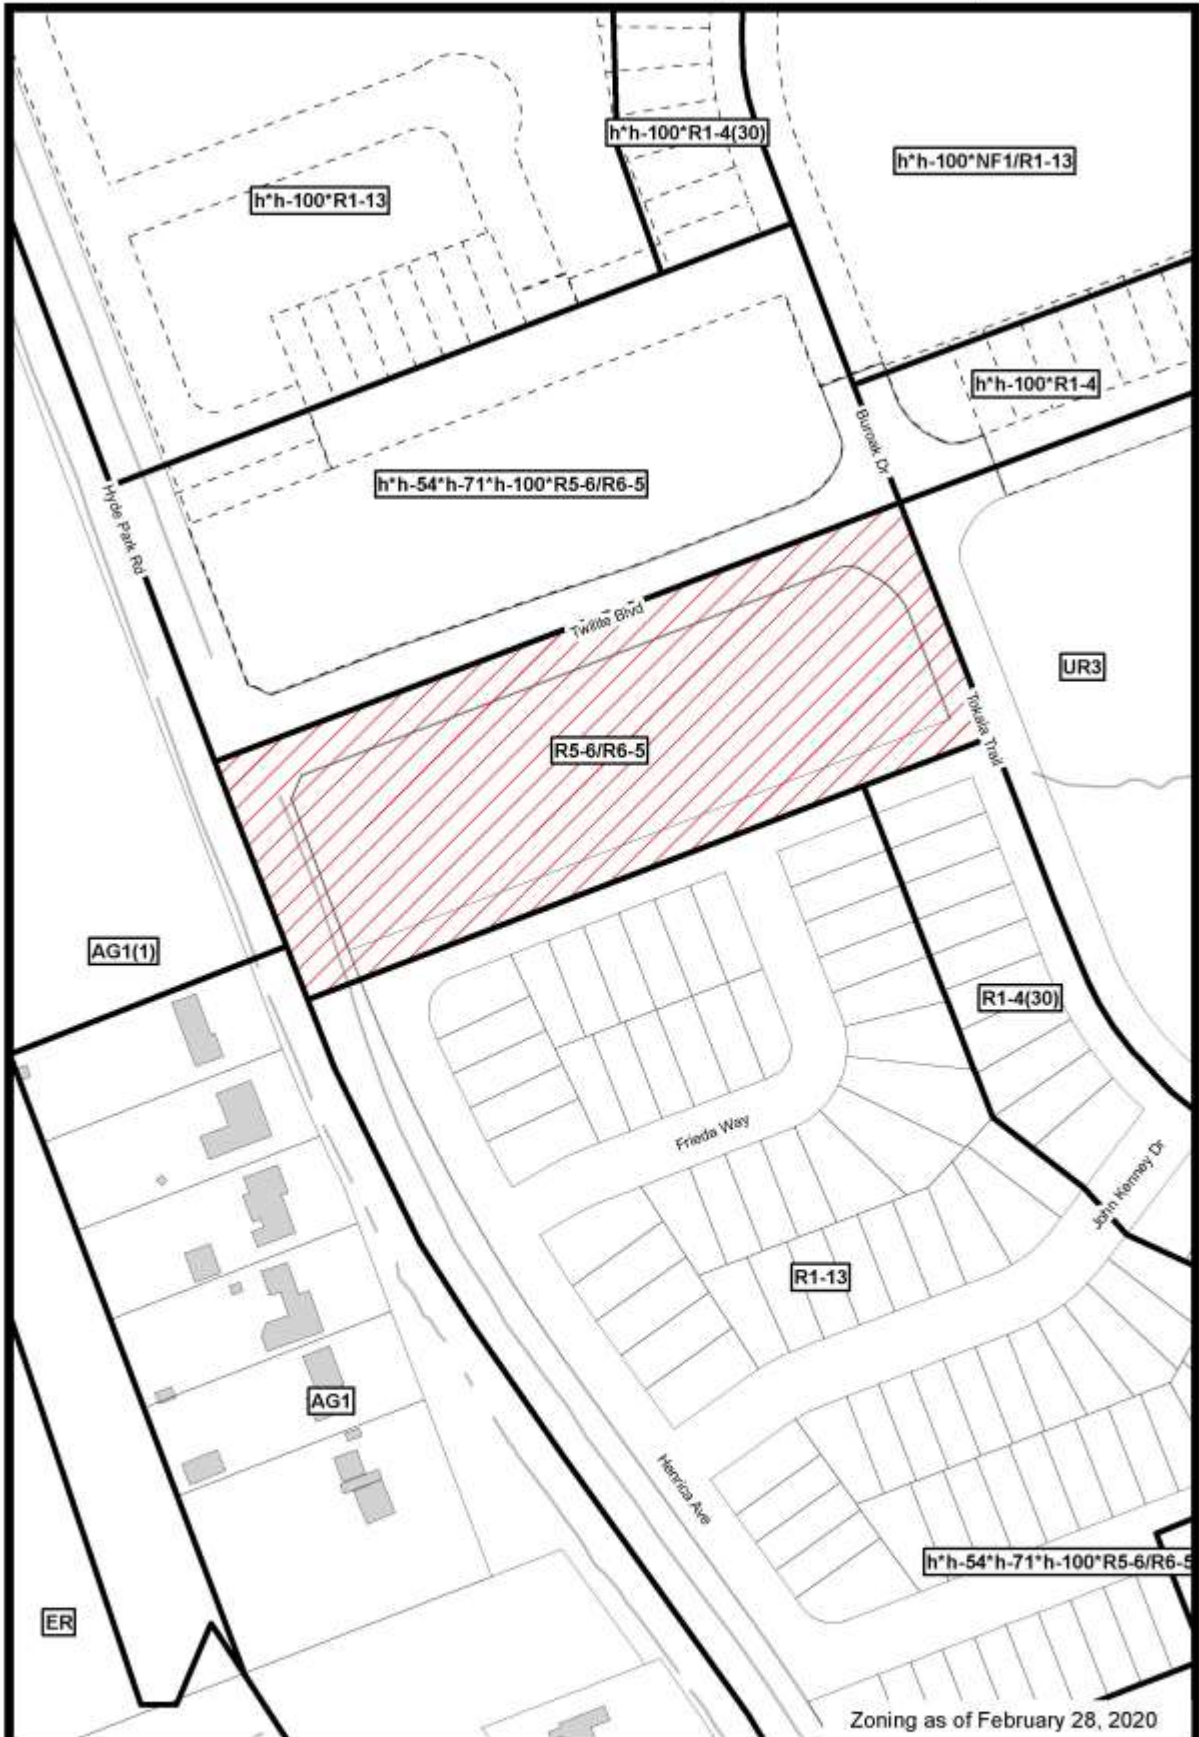 h*h-100*R1-4(30)
h*h-100*NF1/R1-13
h*h-100*R1-13
h*h-100*R1-4
Buroak Dr
h*h-54*h-71*h-100*R5-6/R6-5
Hyde Park Rd
Twilite Blvd
UR3
Tokala Trail
R5-6/R6-5
AG1(1)
R1-4(30)
Frieda Way
John Kenney Dr
R1-13
AG1
Henrica Ave
h*h-54*h-71*h-100*R5-6/R6-5
ER
Zoning as of February 28, 2020